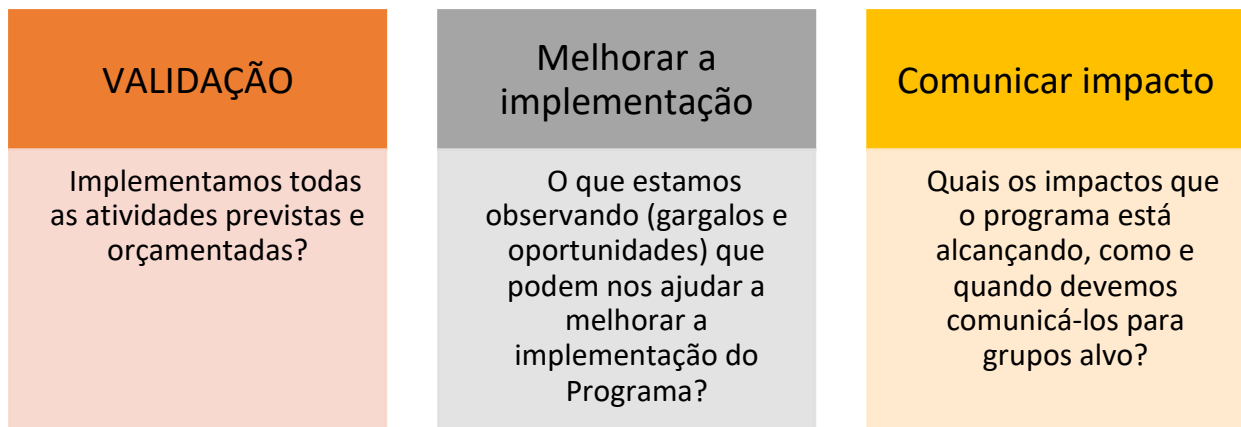 VALIDAÇÃO
Implementamos todas
as atividades previstas e
orçamentadas?
Melhorar a
implementação
O que estamos
observando (gargalos e
oportunidades) que
podem nos ajudar a
melhorar a
implementação do
Programa?
Comunicar impacto
Quais os impactos que
o programa está
alcançando, como e
quando devemos
comunicá-los para
grupos alvo?